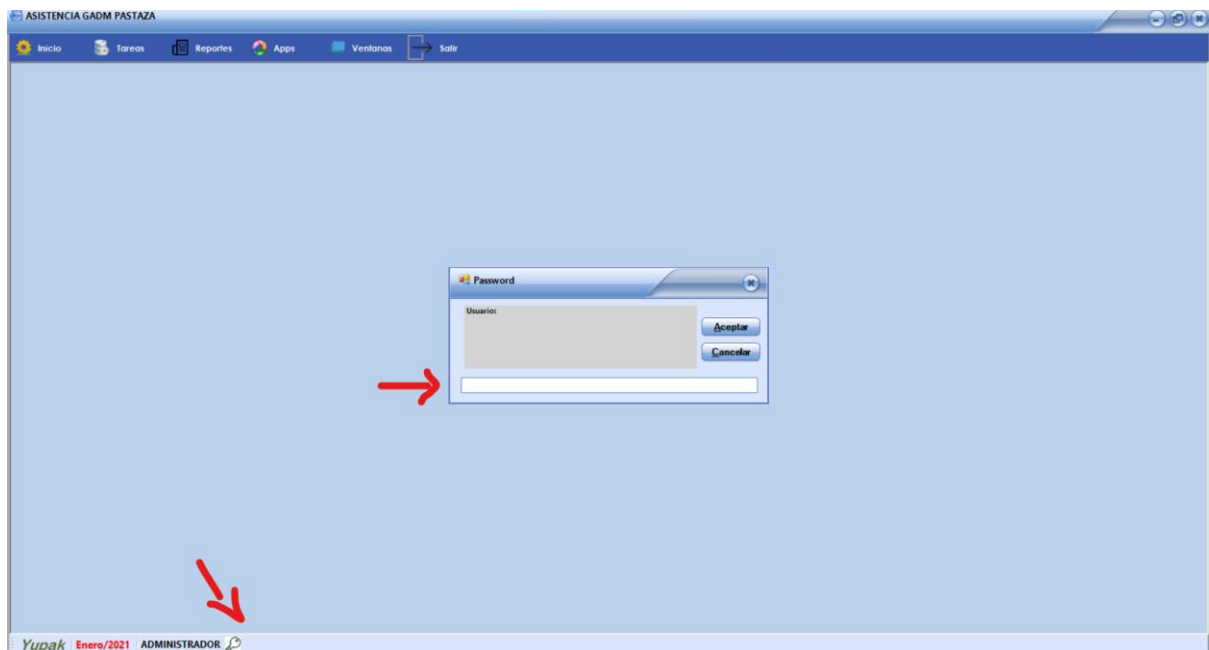 ASISTENCIA GADM PASTAZA
Inicio Tareas Reportes Apps Ventanas Salir
Password
Usuario:
Aceptar
Cancelar
Yupak Enero/2021 ADMINISTRADOR